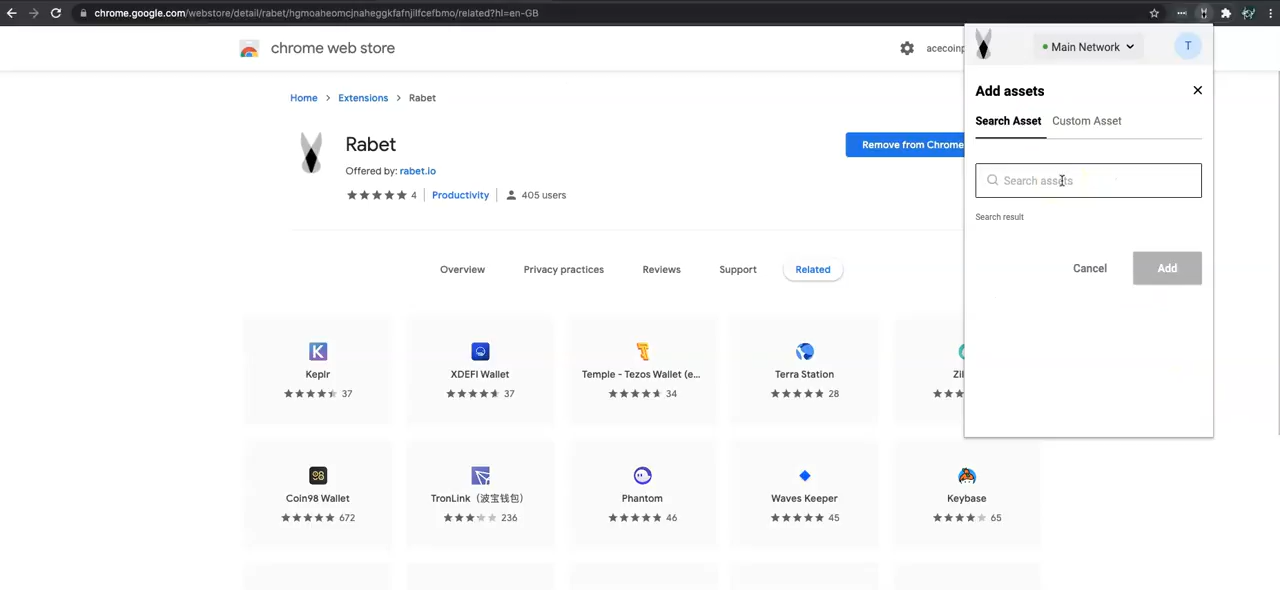 chrome.google.com/webstore/detail/rabet/hgmoaheomcjnaheggkfafnjilfcefbmo/related?hl=en-GB
chrome web store
acecoinp
Home > Extensions > Rabet
Rabet
Remove from Chrome
Offered by: rabet.io
4 Productivity 405 users
Overview Privacy practices Reviews Support Related
Keplr XDEFI Wallet Temple - Tezos Wallet (e... Terra Station Zil
37 37 34 28
Coin98 Wallet TronLink（波宝钱包） Phantom Waves Keeper Keybase
672 236 46 45 65
Main Network T
Add assets
Search Asset Custom Asset
Search assets
Search result
Cancel Add